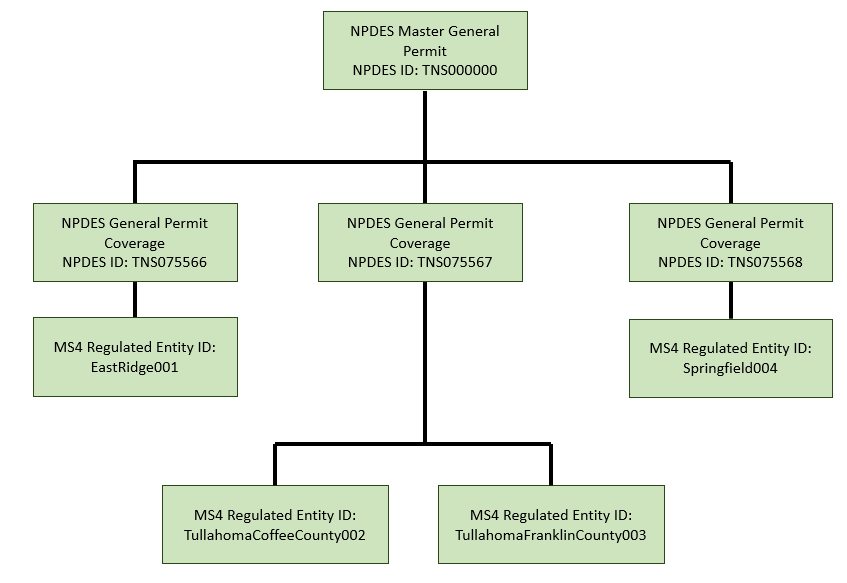 NPDES Master General
Permit
NPDES ID: TNS000000
NPDES General Permit
Coverage
NPDES ID: TNS075566
NPDES General Permit
Coverage
NPDES ID: TNS075567
NPDES General Permit
Coverage
NPDES ID: TNS075568
MS4 Regulated Entity ID:
EastRidge001
MS4 Regulated Entity ID:
Springfield004
MS4 Regulated Entity ID:
TullahomaCoffeeCounty002
MS4 Regulated Entity ID:
TullahomaFranklinCounty003